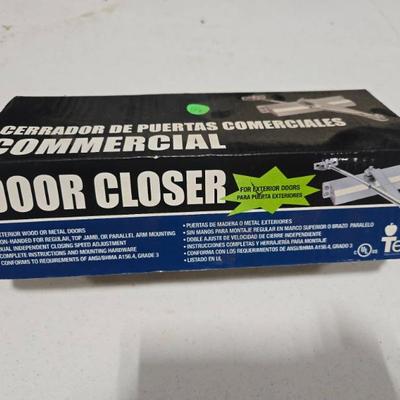 CERRADOR DE PUERTAS COMERCIALES
COMMERCIAL
DOOR CLOSER
FOR EXTERIOR DOORS
PARA PUERTA EXTERIORES
EXTERIOR WOOD OR METAL DOORS
NON-HANDED FOR REGULAR, TOP JAMB, OR PARALLEL ARM MOUNTING
DUAL INDEPENDENT CLOSING SPEED ADJUSTMENT
COMPLETE INSTRUCTIONS AND MOUNTING HARDWARE
CONFORMS TO REQUIREMENTS OF ANSI/BHMA A156.4, GRADE 3
• PUERTAS DE MADERA O METAL EXTERIORES
• SIN MANOS PARA MONTAJE REGULAR EN MARCO SUPERIOR O BRAZO PARALELO
• DOBLE AJUSTE DE VELOCIDAD DE CIERRE INDEPENDIENTE
• INSTRUCCIONES COMPLETAS Y HERRAJERÍA PARA MONTAJE
• CONFORMA CON LOS REQUERIMINTOS DE ANSI/BHMA A156.4, GRADO 3
• LISTADO EN UL
C UL US
Te